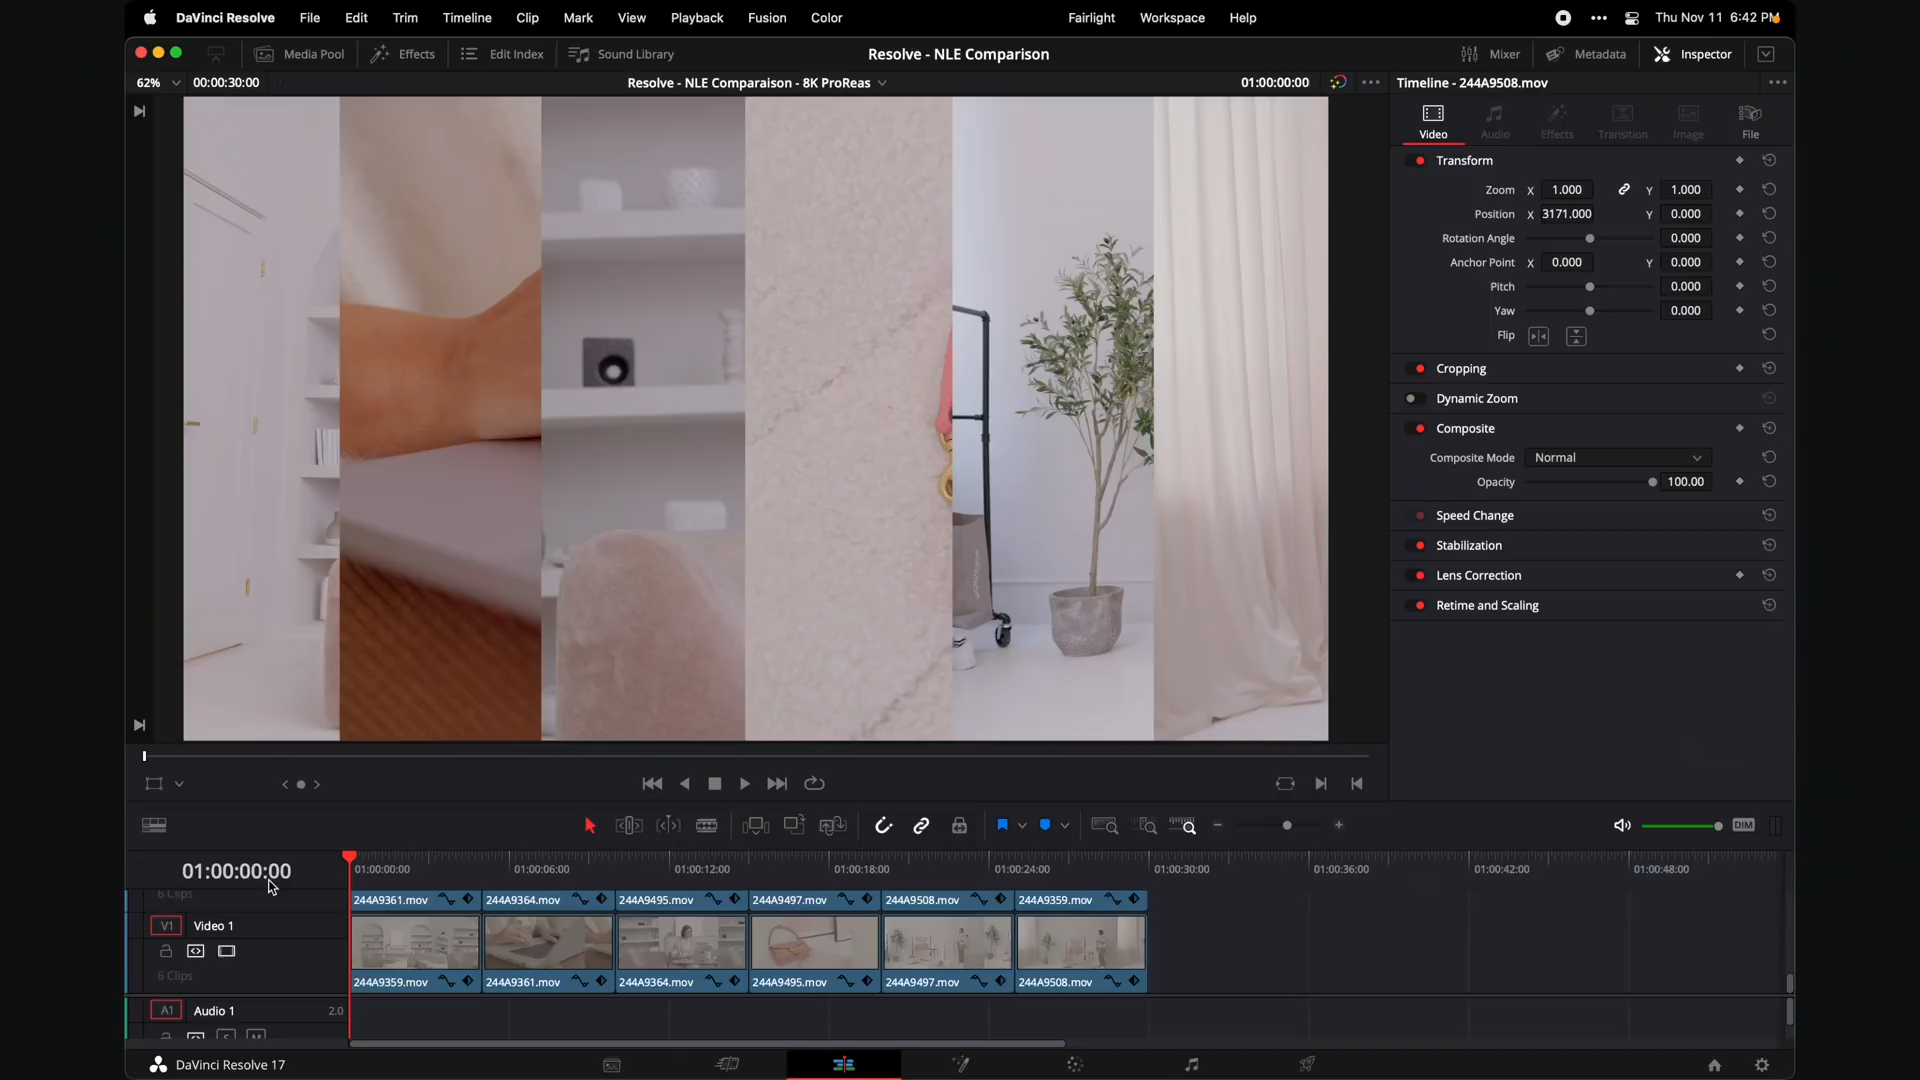 DaVinci Resolve File Edit Trim Timeline Clip Mark View Playback Fusion Color Fairlight Workspace Help Thu Nov 11 6:42 PM
Media Pool Effects Edit Index Sound Library Resolve - NLE Comparison Mixer Metadata Inspector
62% 00:00:30:00 Resolve - NLE Comparaison - 8K ProReas 01:00:00:00 Timeline - 244A9508.mov
Video Audio Effects Transition Image File
Transform
Zoom X 1.000 Y 1.000
Position X 3171.000 Y 0.000
Rotation Angle 0.000
Anchor Point X 0.000 Y 0.000
Pitch 0.000
Yaw 0.000
Flip
Cropping
Dynamic Zoom
Composite
Composite Mode Normal
Opacity 100.00
Speed Change
Stabilization
Lens Correction
Retime and Scaling
DIM
01:00:00:00 01:00:00:00 01:00:06:00 01:00:12:00 01:00:18:00 01:00:24:00 01:00:30:00 01:00:36:00 01:00:42:00 01:00:48:00
6 Clips 244A9361.mov 244A9364.mov 244A9495.mov 244A9497.mov 244A9508.mov 244A9359.mov
V1 Video 1
6 Clips 244A9359.mov 244A9361.mov 244A9364.mov 244A9495.mov 244A9497.mov 244A9508.mov
A1 Audio 1 2.0
S M
DaVinci Resolve 17